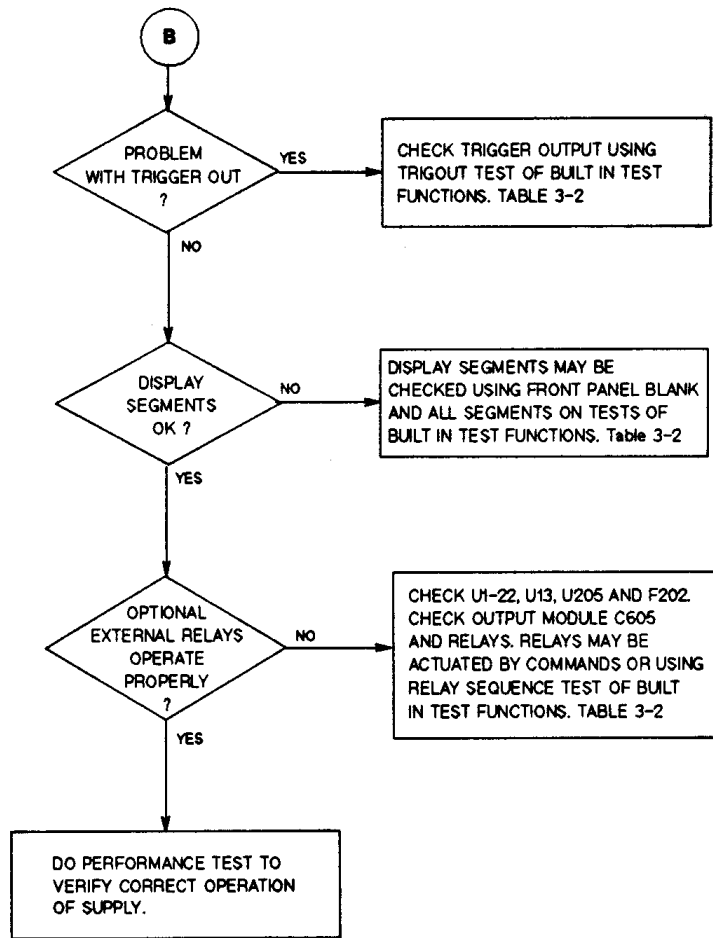 B
PROBLEM
WITH TRIGGER OUT
?
YES
CHECK TRIGGER OUTPUT USING
TRIGOUT TEST OF BUILT IN TEST
FUNCTIONS. TABLE 3-2
NO
DISPLAY
SEGMENTS
OK ?
NO
DISPLAY SEGMENTS MAY BE
CHECKED USING FRONT PANEL BLANK
AND ALL SEGMENTS ON TESTS OF
BUILT IN TEST FUNCTIONS. Table 3-2
YES
OPTIONAL
EXTERNAL RELAYS
OPERATE
PROPERLY
?
NO
CHECK U1-22, U13, U205 AND F202.
CHECK OUTPUT MODULE C605
AND RELAYS. RELAYS MAY BE
ACTUATED BY COMMANDS OR USING
RELAY SEQUENCE TEST OF BUILT
IN TEST FUNCTIONS. TABLE 3-2
YES
DO PERFORMANCE TEST TO
VERIFY CORRECT OPERATION
OF SUPPLY.